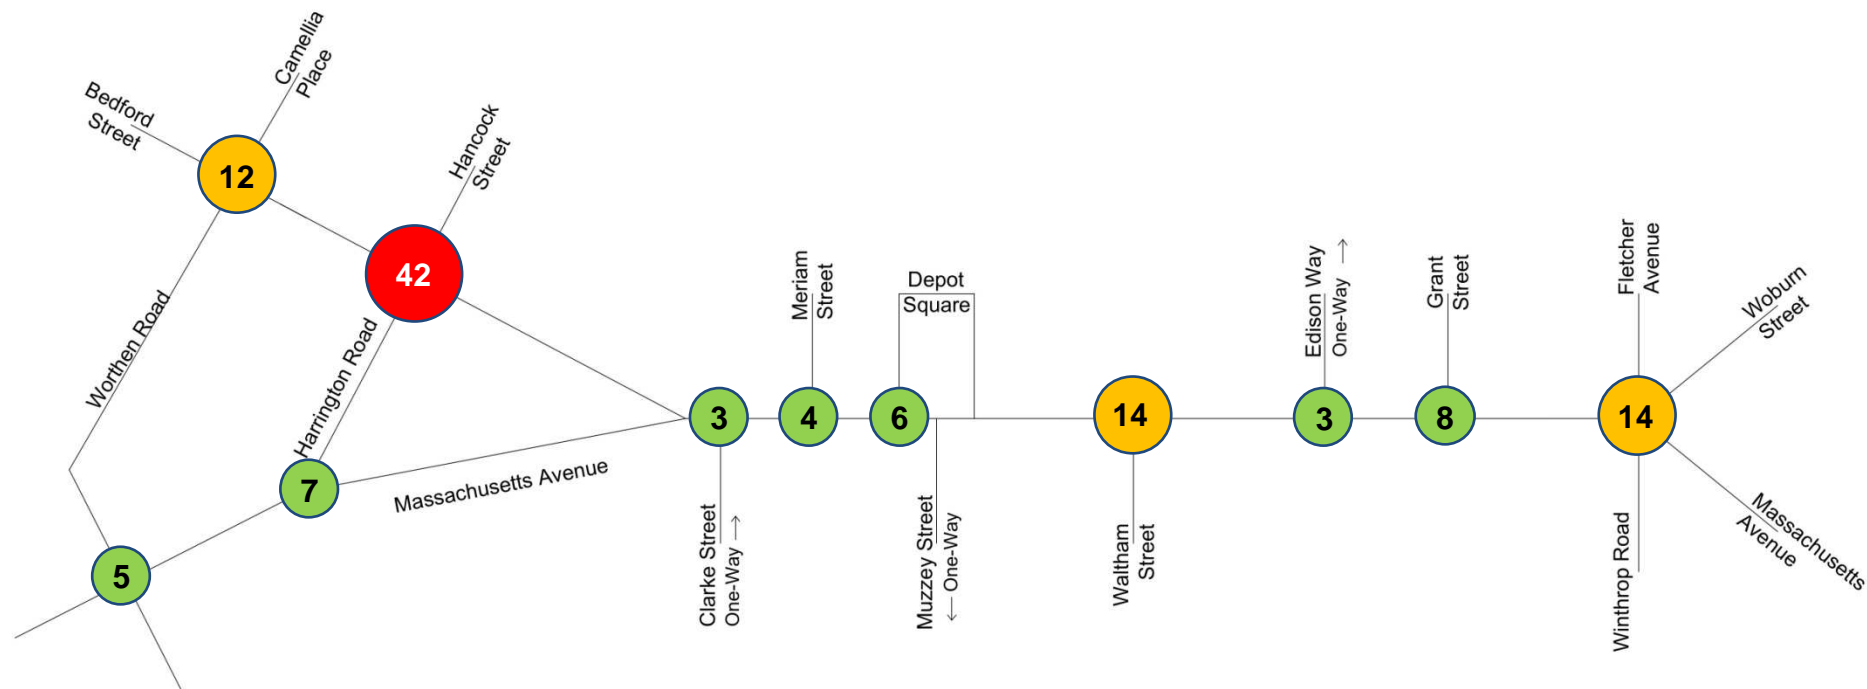 Camellia
Place
Bedford
Street
12
Hancock
Street
42
Worthen Road
Harrington Road
7
5
Massachusetts Avenue
3
Clarke Street
One-Way →
Meriam
Street
4
Depot
Square
6
Muzzey Street
← One-Way
14
Waltham
Street
Edison Way
One-Way →
3
Grant
Street
8
Fletcher
Avenue
Woburn
Street
14
Winthrop Road
Massachusetts
Avenue